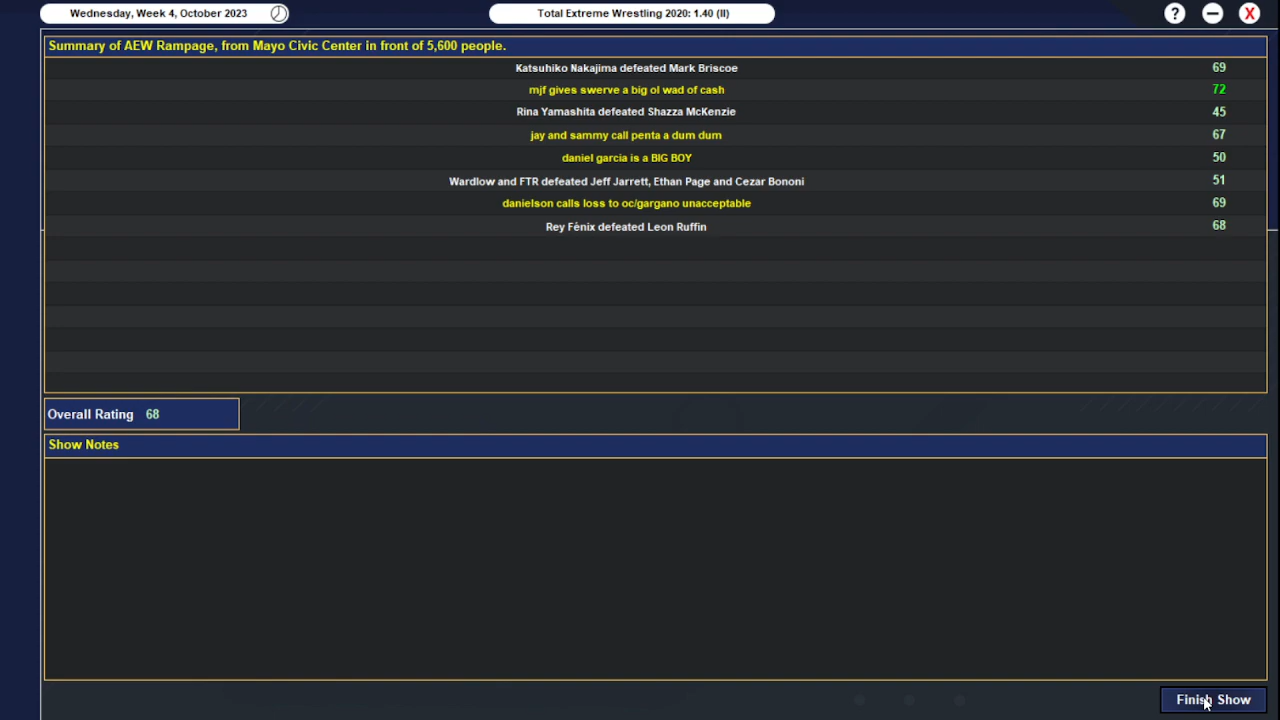 Wednesday, Week 4, October 2023
Total Extreme Wrestling 2020: 1.40 (II)
? X
Summary of AEW Rampage, from Mayo Civic Center in front of 5,600 people.
Katsuhiko Nakajima defeated Mark Briscoe 69
mjf gives swerve a big ol wad of cash 72
Rina Yamashita defeated Shazza McKenzie 45
jay and sammy call penta a dum dum 67
daniel garcia is a BIG BOY 50
Wardlow and FTR defeated Jeff Jarrett, Ethan Page and Cezar Bononi 51
danielson calls loss to oc/gargano unacceptable 69
Rey Fénix defeated Leon Ruffin 68
Overall Rating 68
Show Notes
Finish Show